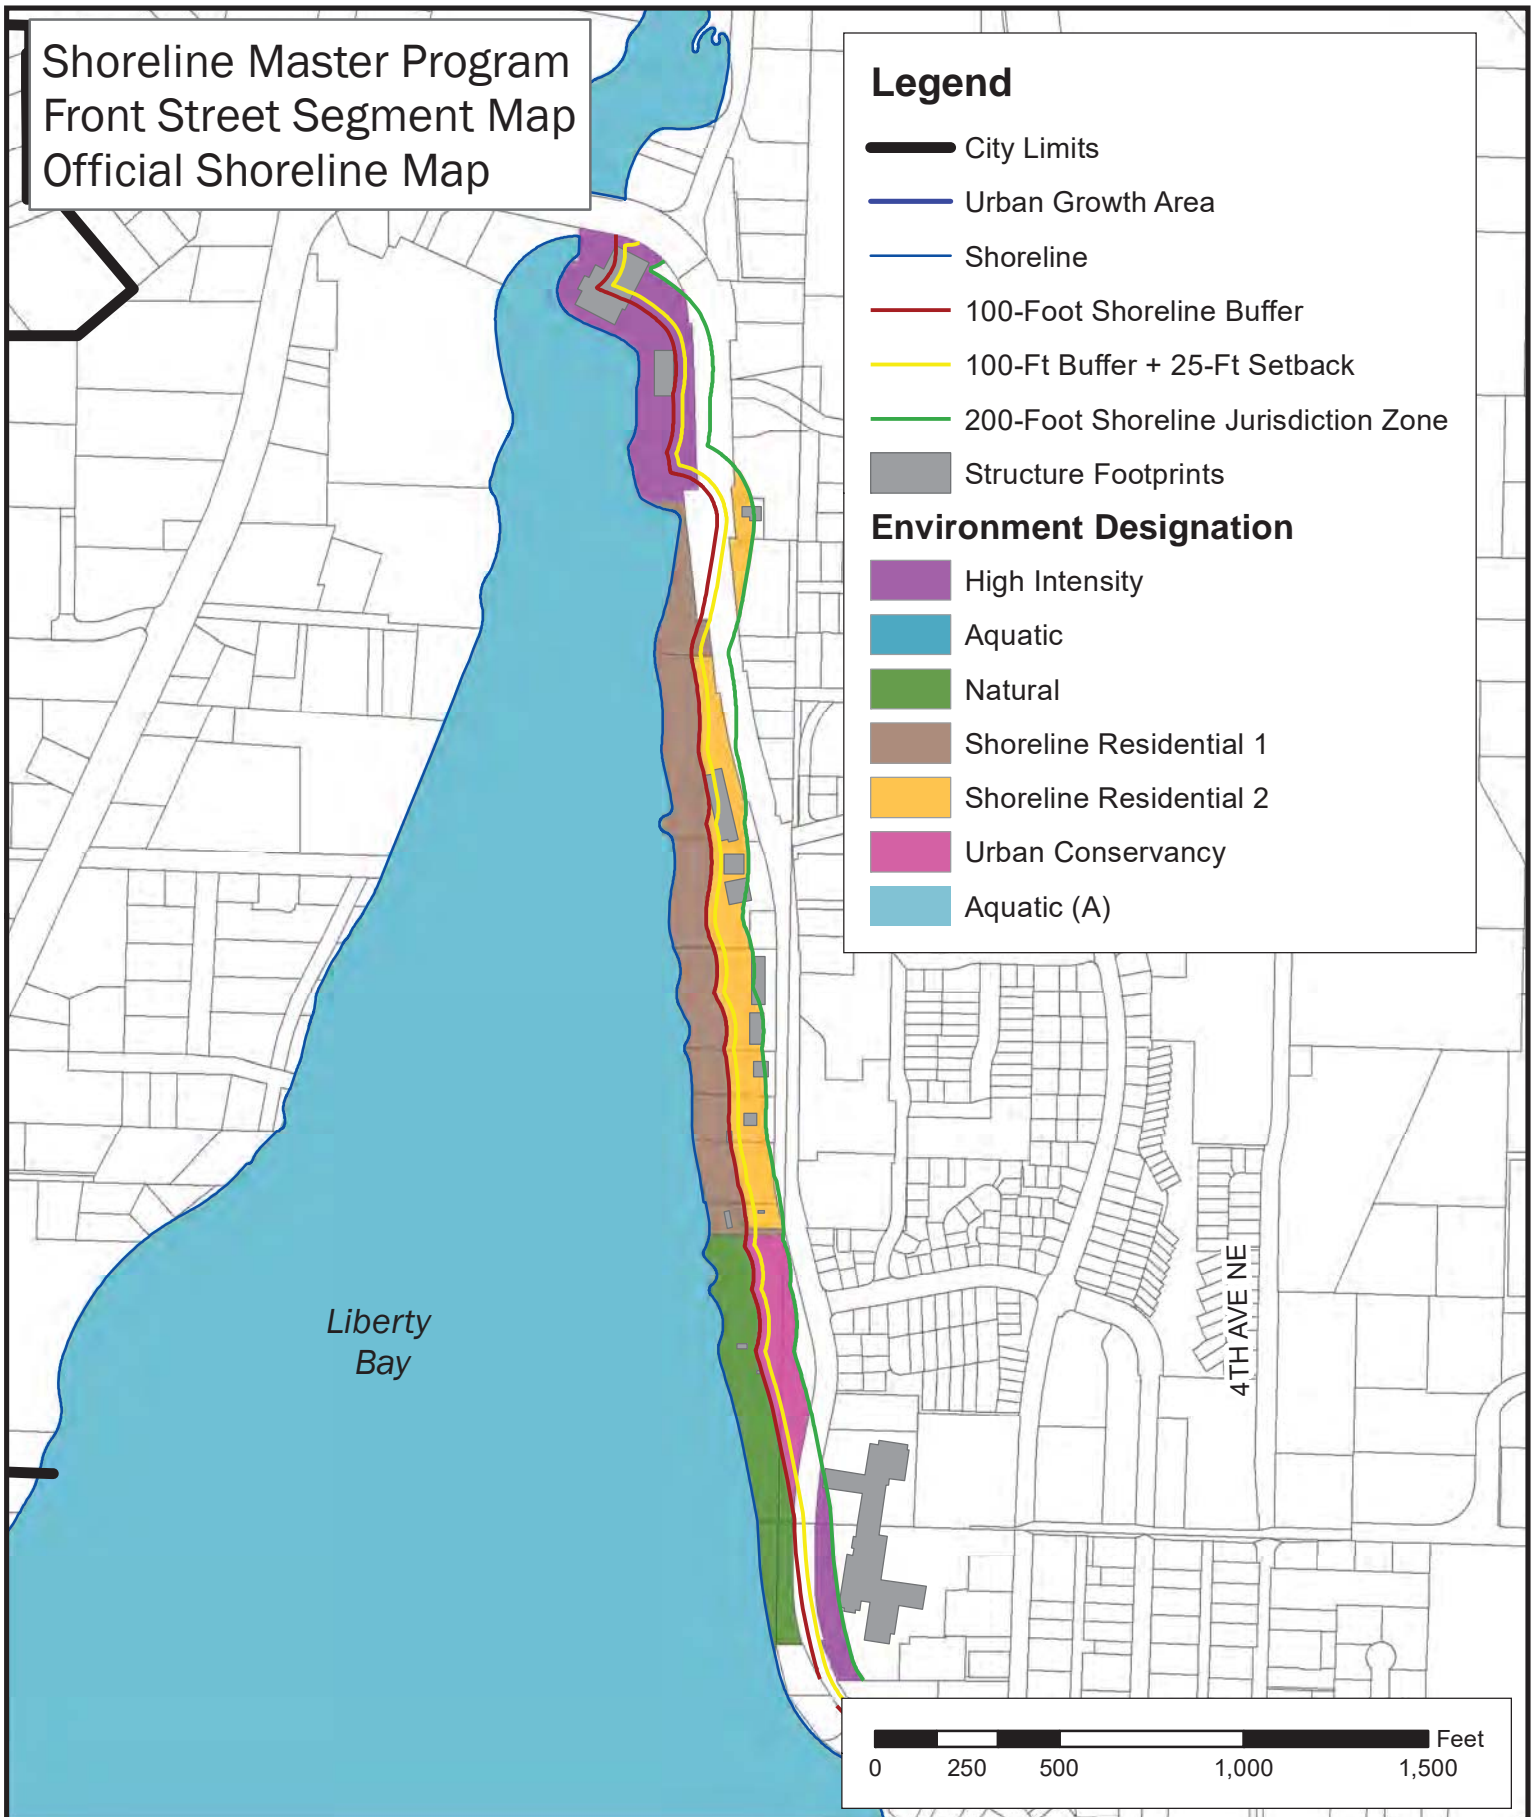 Shoreline Master Program
Front Street Segment Map
Official Shoreline Map
Legend
City Limits
Urban Growth Area
Shoreline
100-Foot Shoreline Buffer
100-Ft Buffer + 25-Ft Setback
200-Foot Shoreline Jurisdiction Zone
Structure Footprints
Environment Designation
High Intensity
Aquatic
Natural
Shoreline Residential 1
Shoreline Residential 2
Urban Conservancy
Aquatic (A)
4TH AVE NE
Liberty
Bay
Feet
0 250 500 1,000 1,500